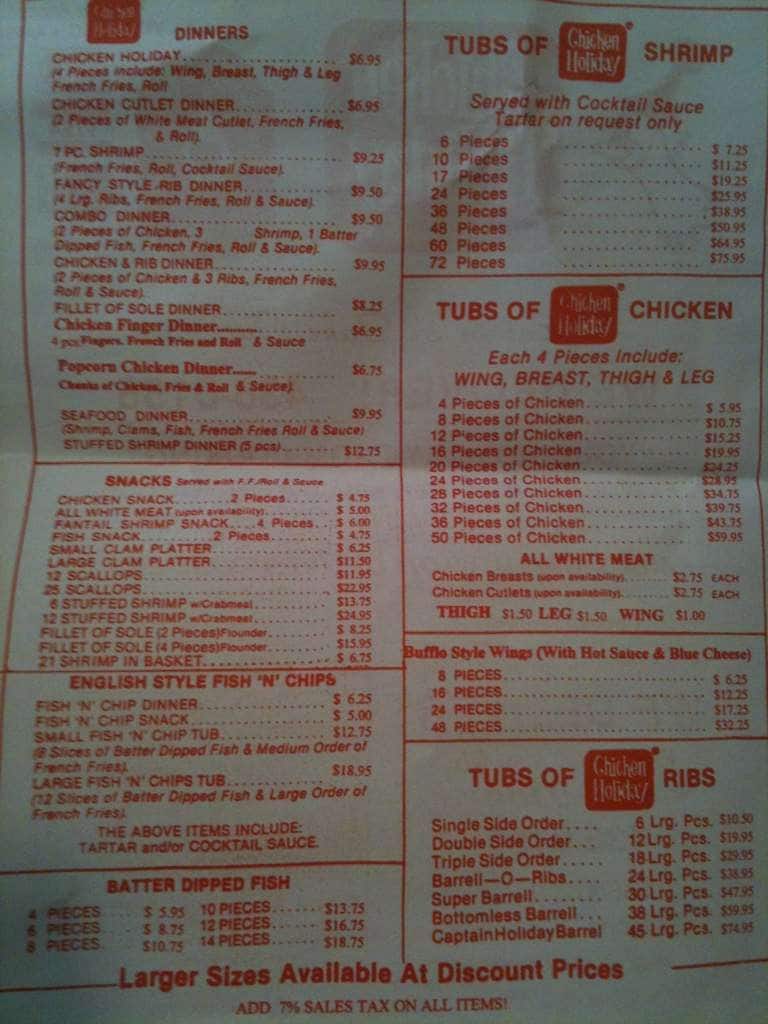 Chicken Holiday DINNERS
CHICKEN HOLIDAY.................. $6.95
(4 Pieces include: Wing, Breast, Thigh & Leg
French Fries, Roll
CHICKEN CUTLET DINNER.......... $6.95
(2 Pieces of White Meat Cutlet, French Fries,
& Roll).
7 PC. SHRIMP.................. $9.25
(French Fries, Roll, Cocktail Sauce).
FANCY STYLE RIB DINNER.......... $9.50
(4 Lrg. Ribs, French Fries, Roll & Sauce).
COMBO DINNER.................. $9.50
(2 Pieces of Chicken, 3 Shrimp, 1 Batter
Dipped Fish, French Fries, Roll & Sauce).
CHICKEN & RIB DINNER.......... $9.95
(2 Pieces of Chicken & 3 Ribs, French Fries,
Roll & Sauce).
FILLET OF SOLE DINNER.......... $8.25
Chicken Finger Dinner.......... $6.95
4 pcs Fingers, French Fries and Roll & Sauce
Popcorn Chicken Dinner...... $6.75
Chunks of Chicken, Fries & Roll & Sauce).
SEAFOOD DINNER.................. $9.95
(Shrimp, Clams, Fish, French Fries Roll & Sauce)
STUFFED SHRIMP DINNER (5 pcs)....... $12.75
SNACKS Served with F.F./Roll & Sauce
CHICKEN SNACK........2 Pieces...... $ 4.75
ALL WHITE MEAT (upon availability)...... $ 5.00
FANTAIL SHRIMP SNACK....4 Pieces... $ 6.00
FISH SNACK........2 Pieces...... $ 4.75
SMALL CLAM PLATTER.......... $ 6.25
LARGE CLAM PLATTER.......... $11.50
12 SCALLOPS.......... $11.95
25 SCALLOPS.......... $22.95
6 STUFFED SHRIMP w/Crabmeat.......... $13.75
12 STUFFED SHRIMP w/Crabmeat.......... $24.95
FILLET OF SOLE (2 Pieces)Flounder.......... $ 8.25
FILLET OF SOLE (4 Pieces)Flounder.......... $15.95
21 SHRIMP IN BASKET.......... $ 6.75
ENGLISH STYLE FISH 'N' CHIPS
FISH 'N' CHIP DINNER.......... $ 6.25
FISH 'N' CHIP SNACK.......... $ 5.00
SMALL FISH 'N' CHIP TUB.......... $12.75
(8 Slices of Batter Dipped Fish & Medium Order of
French Fries).
LARGE FISH 'N' CHIPS TUB.......... $18.95
(12 Slices of Batter Dipped Fish & Large Order of
French Fries).
THE ABOVE ITEMS INCLUDE:
TARTAR and/or COCKTAIL SAUCE.
BATTER DIPPED FISH
4 PIECES.... $ 5.95 10 PIECES....... $13.75
6 PIECES.... $ 8.75 12 PIECES....... $16.75
8 PIECES.... $10.75 14 PIECES....... $18.75
TUBS OF Chicken Holiday® SHRIMP
Served with Cocktail Sauce
Tartar on request only
6 Pieces .................. $ 7.25
10 Pieces .................. $11.25
17 Pieces .................. $19.25
24 Pieces .................. $25.95
36 Pieces .................. $38.95
48 Pieces .................. $50.95
60 Pieces .................. $64.95
72 Pieces .................. $75.95
TUBS OF Chicken Holiday® CHICKEN
Each 4 Pieces Include:
WING, BREAST, THIGH & LEG
4 Pieces of Chicken.............. $ 5.95
8 Pieces of Chicken.............. $10.75
12 Pieces of Chicken.............. $15.25
16 Pieces of Chicken.............. $19.95
20 Pieces of Chicken.............. $24.25
24 Pieces of Chicken.............. $28.95
28 Pieces of Chicken.............. $34.75
32 Pieces of Chicken.............. $39.75
36 Pieces of Chicken.............. $43.75
50 Pieces of Chicken.............. $59.95
ALL WHITE MEAT
Chicken Breasts (upon availability)....... $2.75 EACH
Chicken Cutlets (upon availability)....... $2.75 EACH
THIGH $1.50 LEG $1.50 WING $1.00
Bufflo Style Wings (With Hot Sauce & Blue Cheese)
8 PIECES.................. $ 6.25
16 PIECES.................. $12.25
24 PIECES.................. $17.25
48 PIECES.................. $32.25
TUBS OF Chicken Holiday® RIBS
Single Side Order.... 6 Lrg. Pcs. $10.50
Double Side Order... 12 Lrg. Pcs. $19.95
Triple Side Order..... 18 Lrg. Pcs. $29.95
Barrell—O—Ribs.... 24 Lrg. Pcs. $38.95
Super Barrell......... 30 Lrg. Pcs. $47.95
Bottomless Barrell... 38 Lrg. Pcs. $59.95
Captain Holiday Barrel 45 Lrg. Pcs. $74.95
Larger Sizes Available At Discount Prices
ADD 7% SALES TAX ON ALL ITEMS!